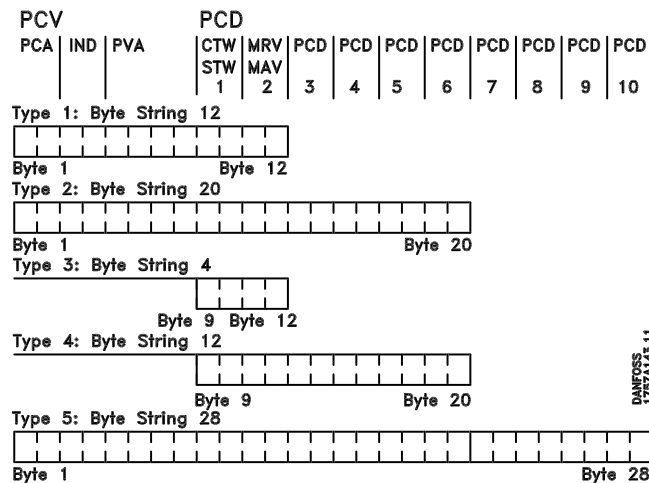 PCV PCD
PCA IND PVA CTW MRV PCD PCD PCD PCD PCD PCD PCD PCD
STW MAV
1 2 3 4 5 6 7 8 9 10
Type 1: Byte String 12
Byte 1 Byte 12
Type 2: Byte String 20
Byte 1 Byte 20
Type 3: Byte String 4
Byte 9 Byte 12
Type 4: Byte String 12
Byte 9 Byte 20
Type 5: Byte String 28
Byte 1 Byte 28
DANFOSS